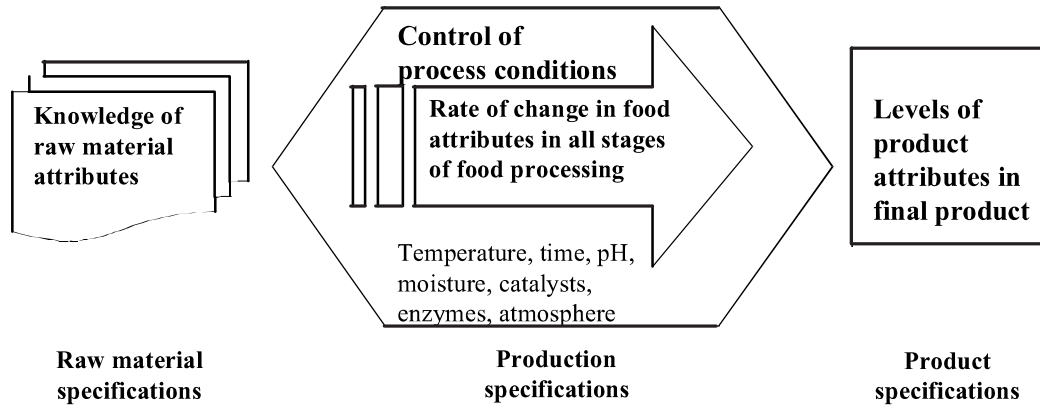 Knowledge of
raw material
attributes
Control of
process conditions
Rate of change in food
attributes in all stages
of food processing
Temperature, time, pH,
moisture, catalysts,
enzymes, atmosphere
Levels of
product
attributes in
final product
Raw material
specifications
Production
specifications
Product
specifications